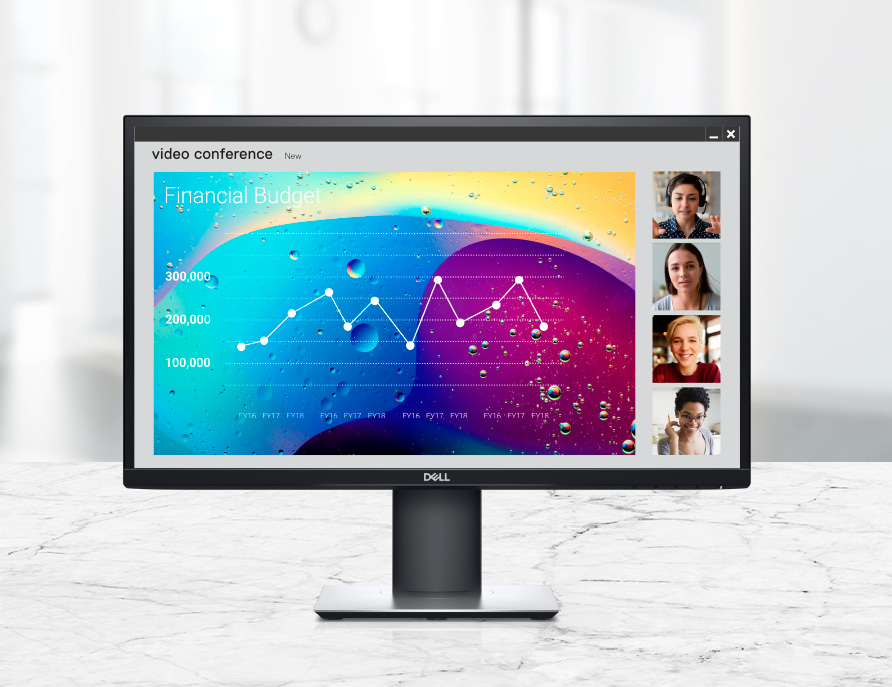 video conference New
Financial Budget
300,000
200,000
100,000
FY16 FY17 FY18 FY16 FY17 FY18 FY16 FY17 FY18 FY16 FY17 FY18
DELL